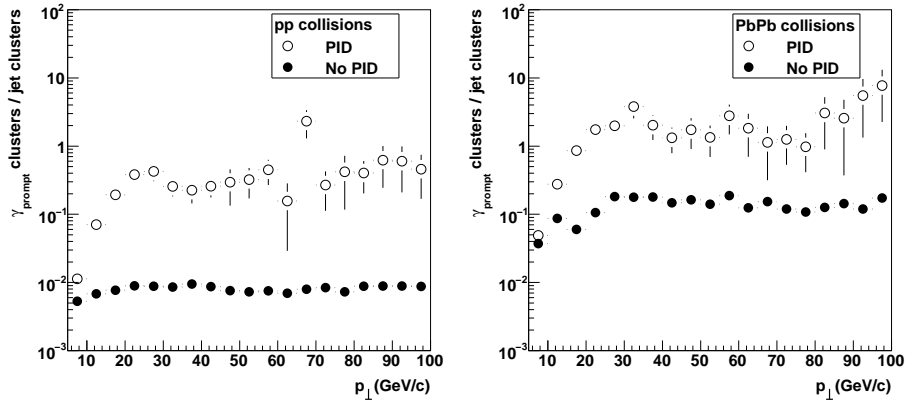 γprompt clusters / jet clusters
10²
10
1
10⁻¹
10⁻²
10⁻³
pp collisions
PID
No PID
10 20 30 40 50 60 70 80 90 100
p⊥ (GeV/c)
γprompt clusters / jet clusters
10²
10
1
10⁻¹
10⁻²
10⁻³
PbPb collisions
PID
No PID
10 20 30 40 50 60 70 80 90 100
p⊥ (GeV/c)